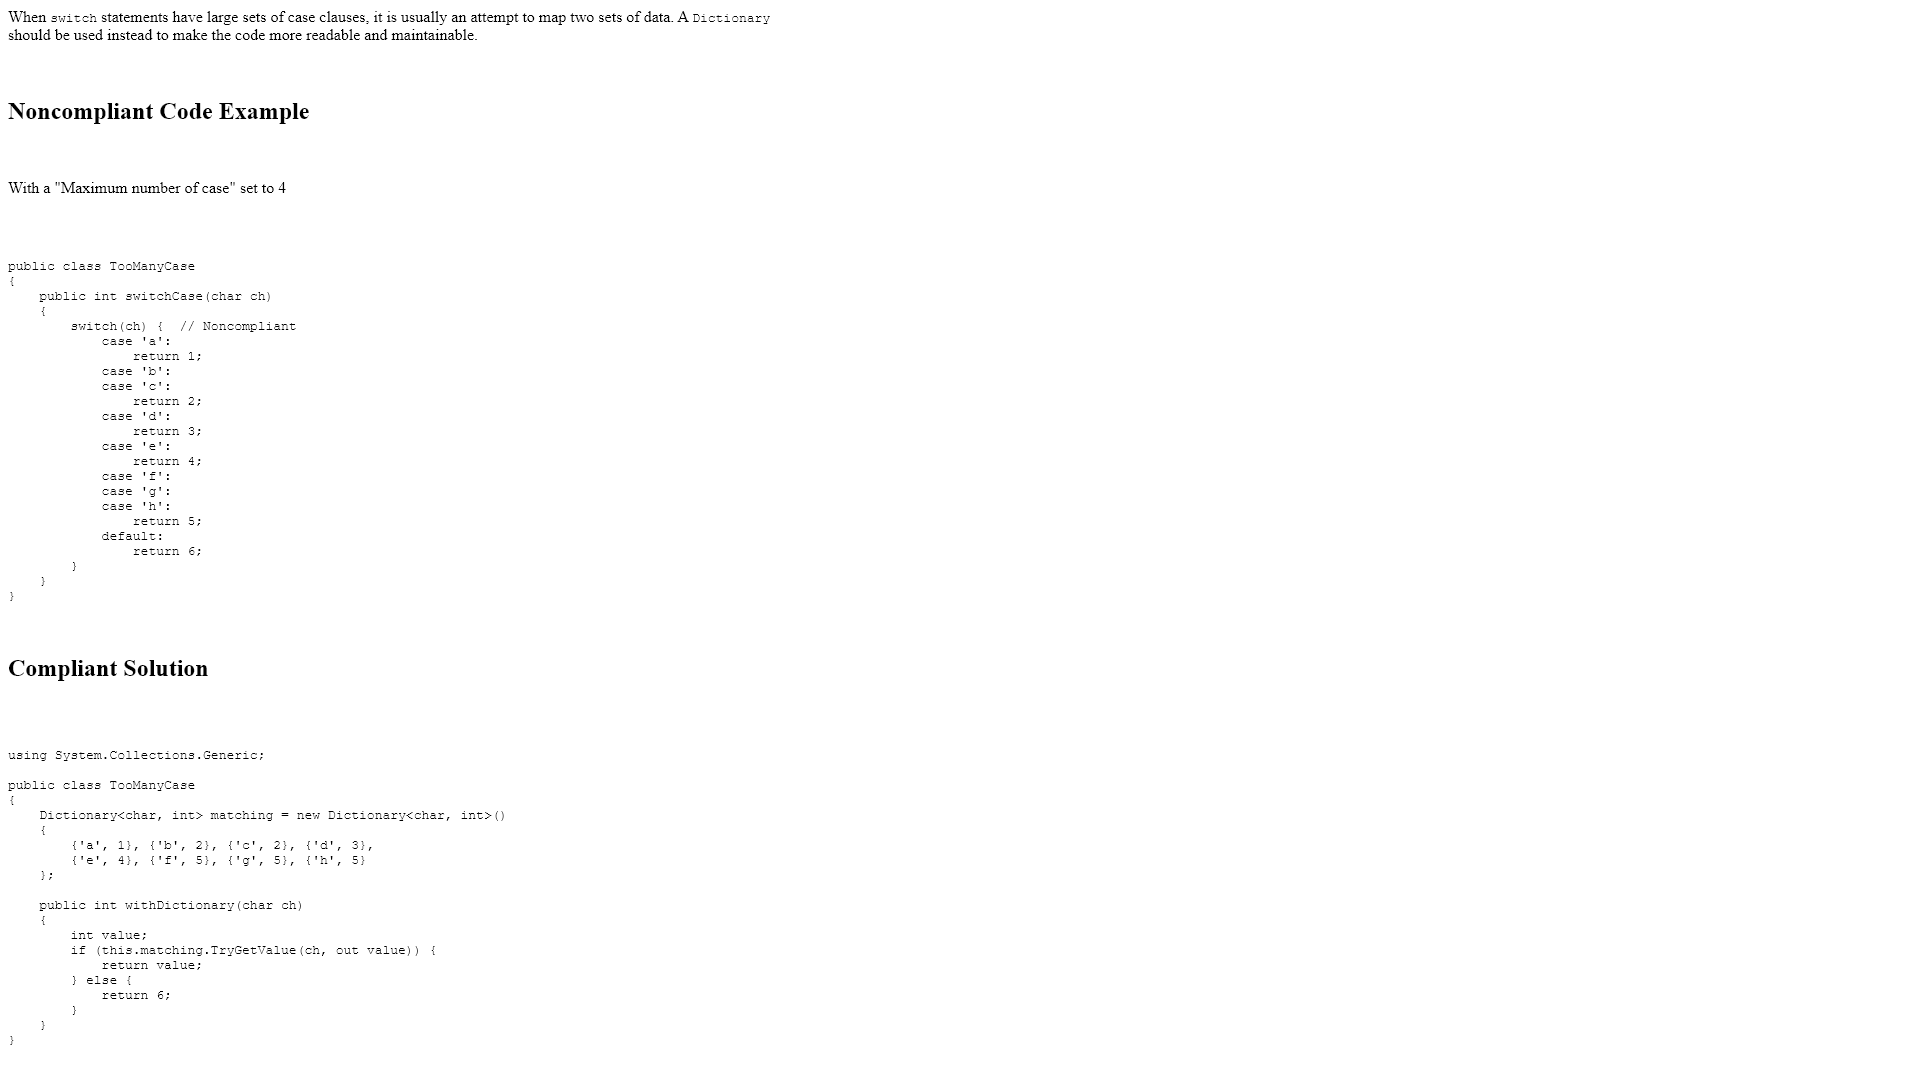 When switch statements have large sets of case clauses, it is usually an attempt to map two sets of data. A Dictionary
should be used instead to make the code more readable and maintainable.
Noncompliant Code Example
With a "Maximum number of case" set to 4
public class TooManyCase
{
    public int switchCase(char ch)
    {
        switch(ch) {  // Noncompliant
            case 'a':
                return 1;
            case 'b':
            case 'c':
                return 2;
            case 'd':
                return 3;
            case 'e':
                return 4;
            case 'f':
            case 'g':
            case 'h':
                return 5;
            default:
                return 6;
        }
    }
}
Compliant Solution
using System.Collections.Generic;
public class TooManyCase
{
    Dictionary<char, int> matching = new Dictionary<char, int>()
    {
        {'a', 1}, {'b', 2}, {'c', 2}, {'d', 3},
        {'e', 4}, {'f', 5}, {'g', 5}, {'h', 5}
    };
    public int withDictionary(char ch)
    {
        int value;
        if (this.matching.TryGetValue(ch, out value)) {
            return value;
        } else {
            return 6;
        }
    }
}